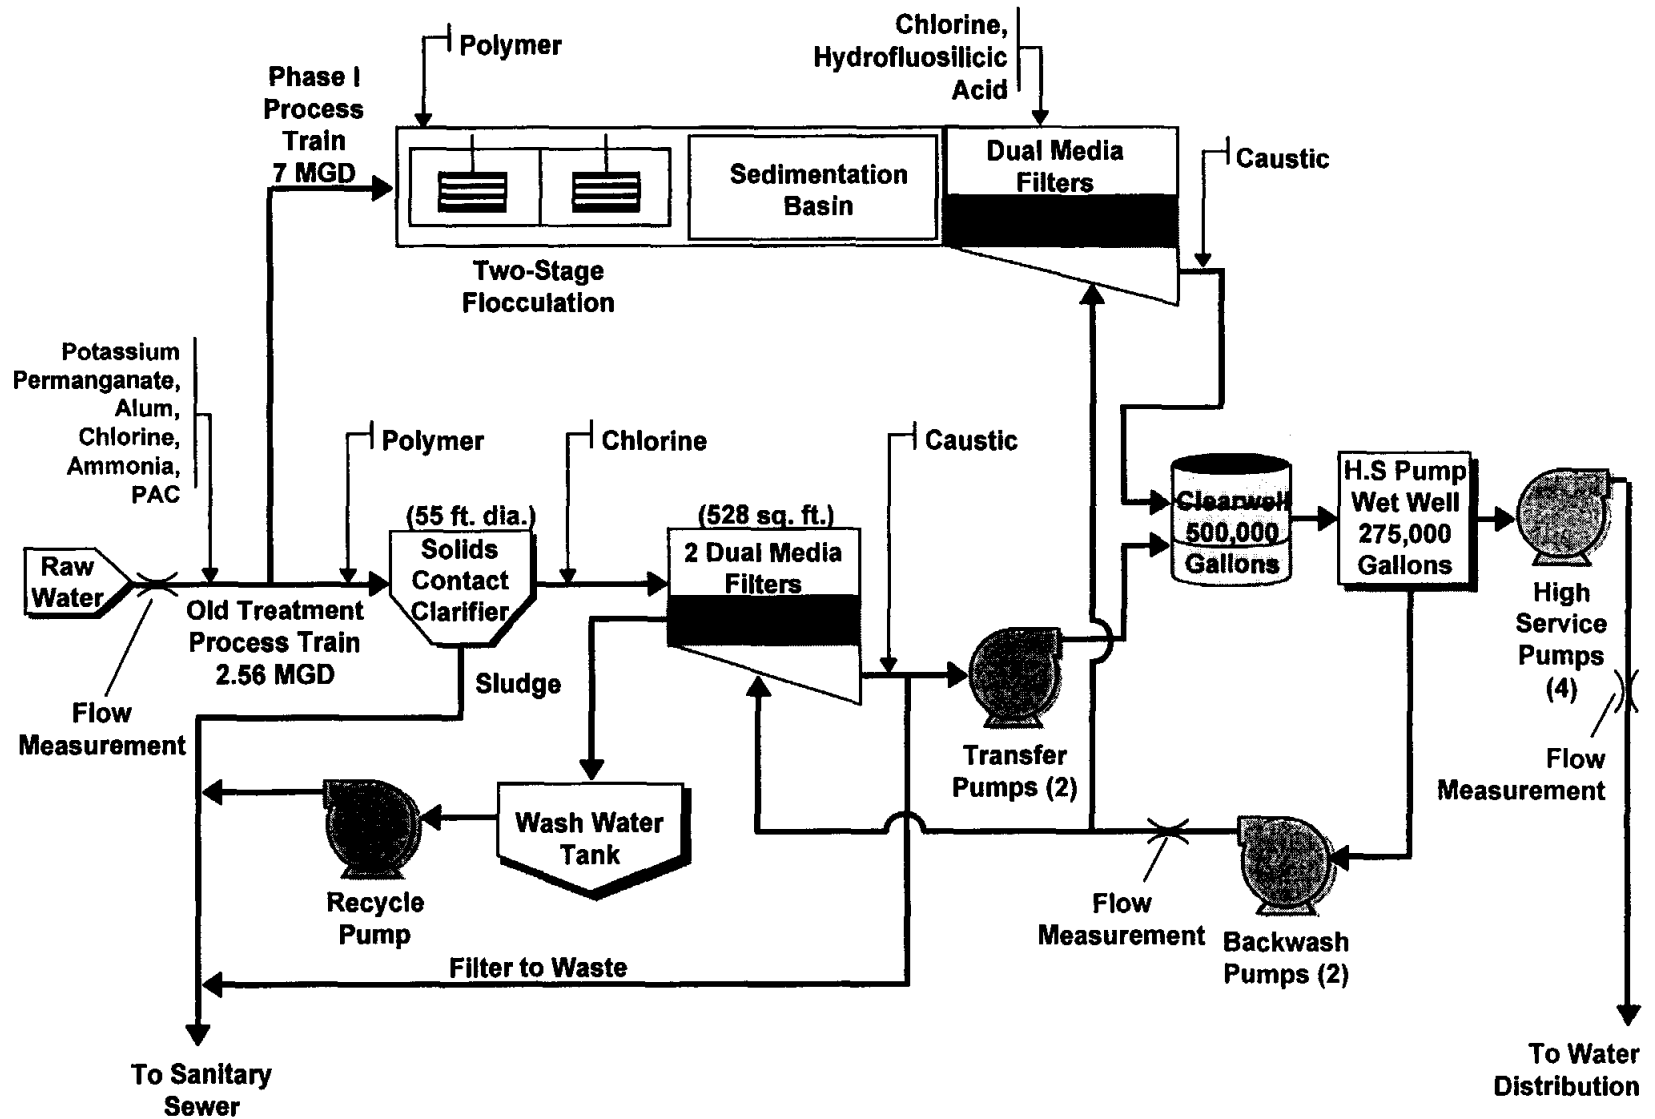 Polymer
Chlorine,
Hydrofluosilicic
Acid
Phase I
Process
Train
7 MGD
Dual Media
Filters
Caustic
Sedimentation
Basin
Two-Stage
Flocculation
Potassium
Permanganate,
Alum,
Chlorine,
Ammonia,
PAC
Polymer
Chlorine
Caustic
(55 ft. dia.)
Solids
Contact
Clarifier
(528 sq. ft.)
2 Dual Media
Filters
Clearwell
500,000
Gallons
H.S Pump
Wet Well
275,000
Gallons
Raw
Water
Old Treatment
Process Train
2.56 MGD
High
Service
Pumps
(4)
Sludge
Flow
Measurement
Transfer
Pumps (2)
Flow
Measurement
Wash Water
Tank
Recycle
Pump
Flow
Measurement
Backwash
Pumps (2)
Filter to Waste
To Sanitary
Sewer
To Water
Distribution